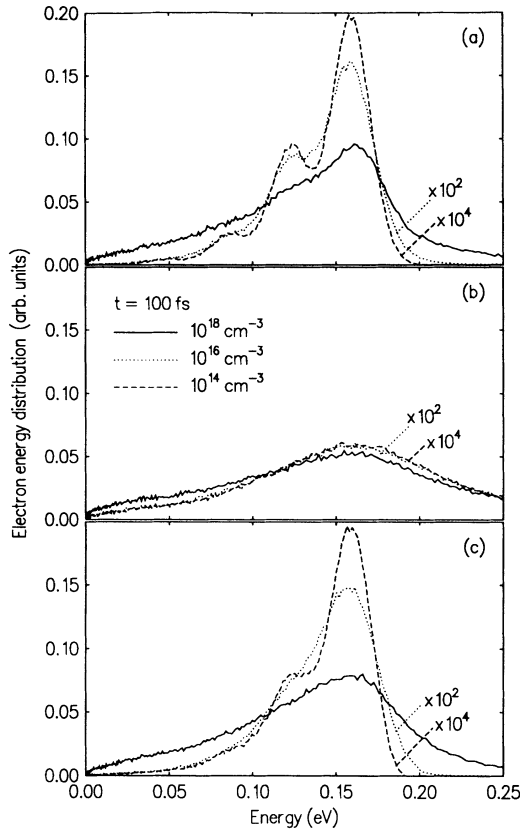 0.20
(a)
0.15
0.10
×10²
0.05
×10⁴
0.00
(b)
t = 100 fs
0.15
10¹⁸ cm⁻³
10¹⁶ cm⁻³
10¹⁴ cm⁻³
0.10
×10²
×10⁴
0.05
0.00
(c)
0.15
0.10
×10²
0.05
×10⁴
0.00
0.00 0.05 0.10 0.15 0.20 0.25
Energy (eV)
Electron energy distribution (arb. units)